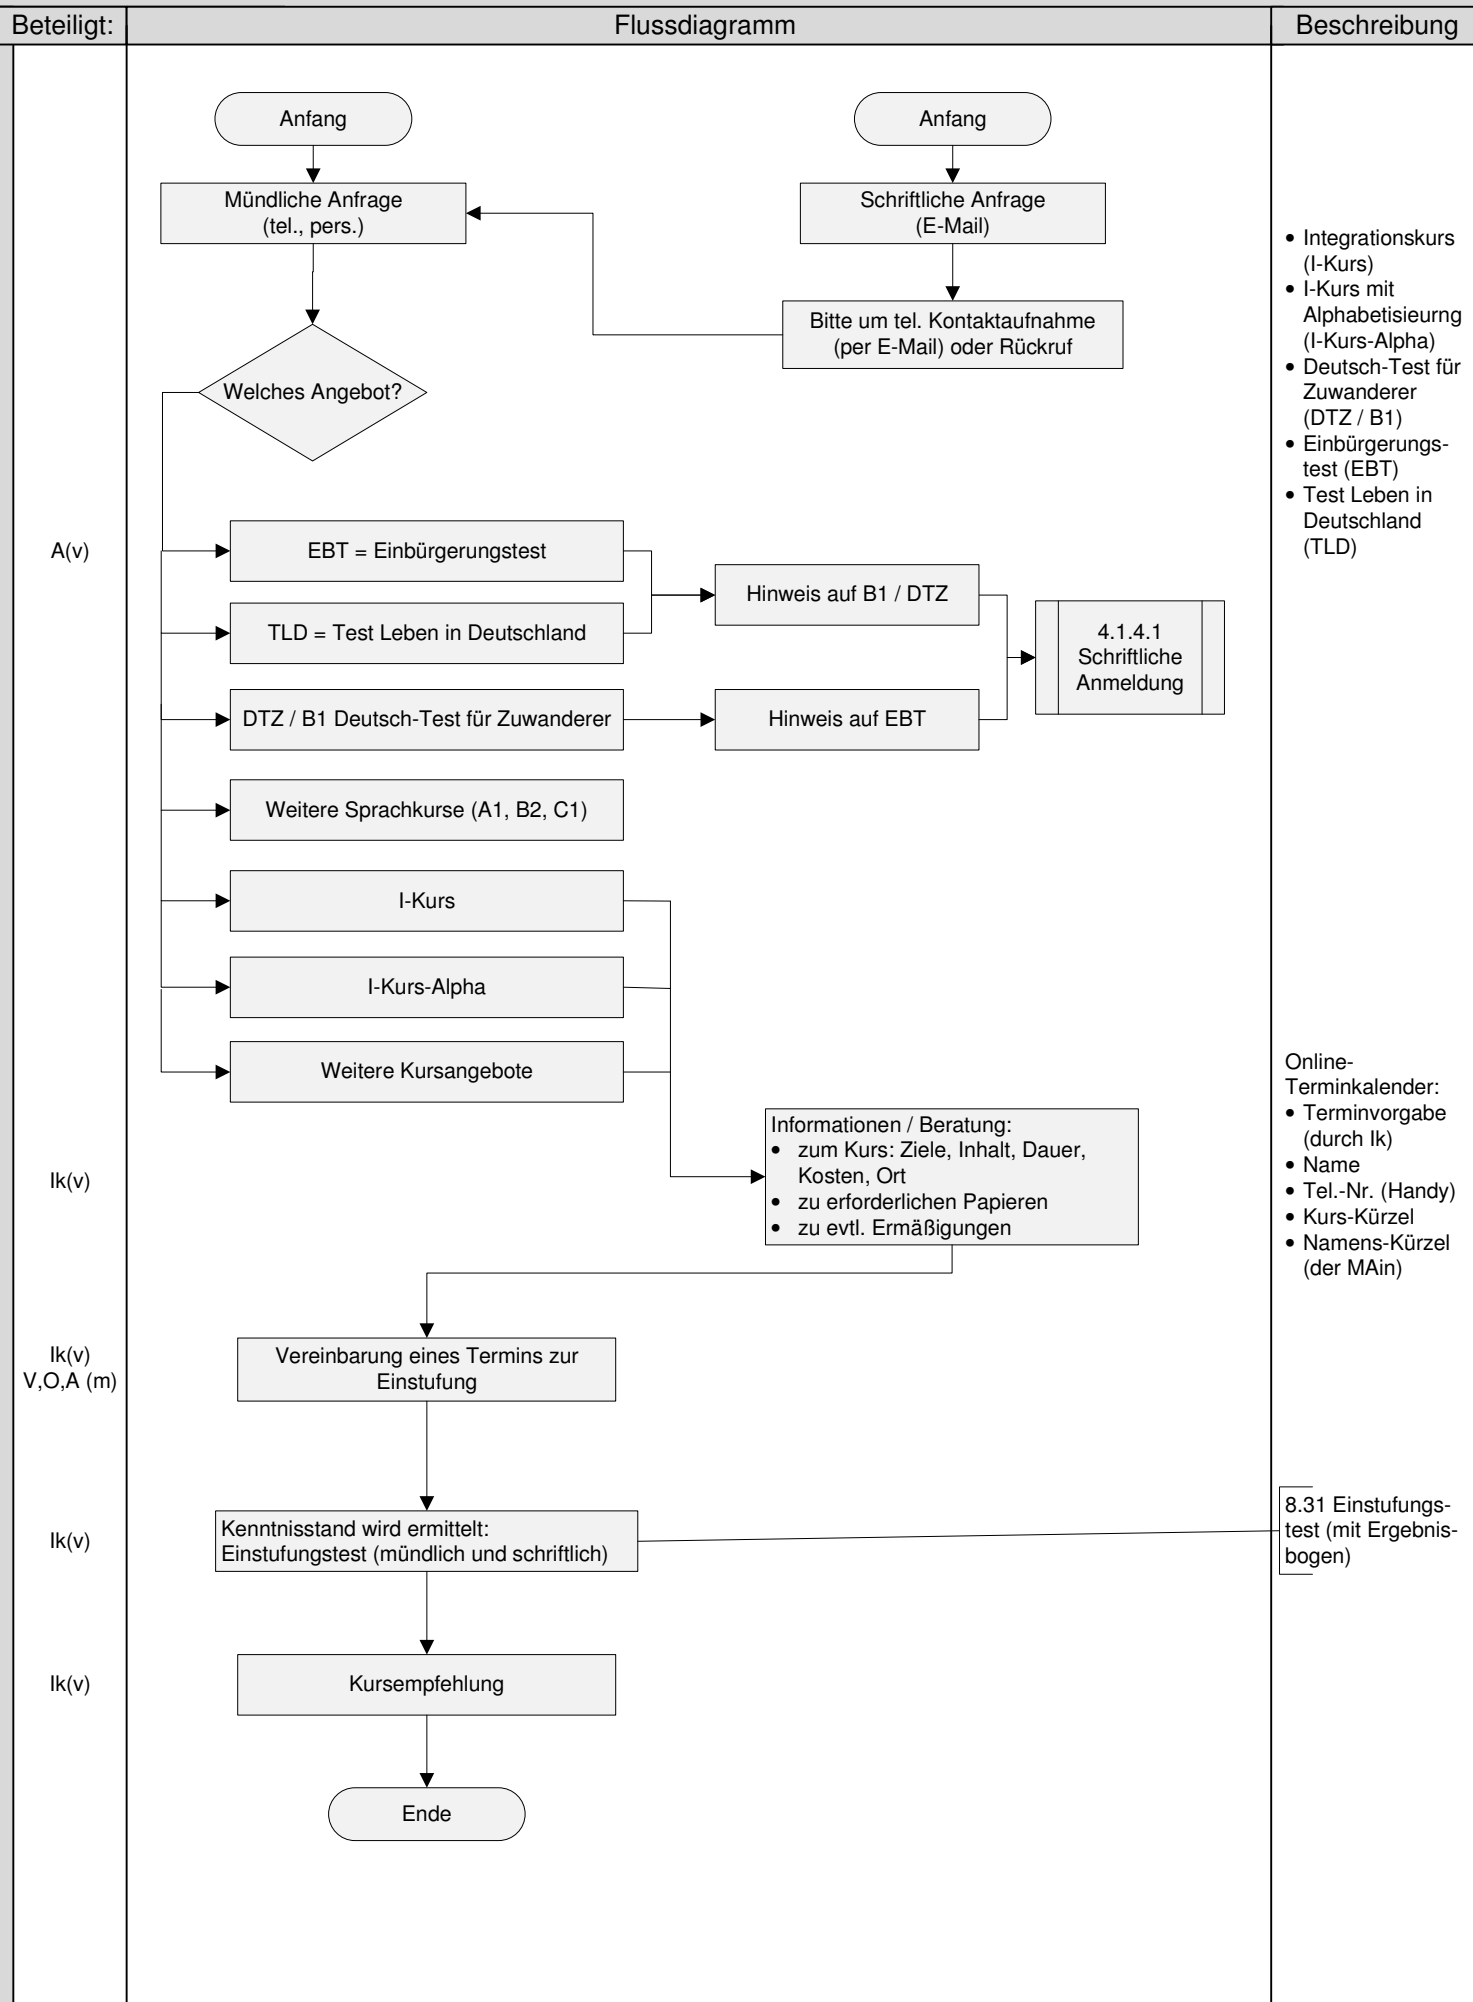 Beteiligt:
Flussdiagramm
Beschreibung
Anfang
Anfang
Mündliche Anfrage
(tel., pers.)
Schriftliche Anfrage
(E-Mail)
Bitte um tel. Kontaktaufnahme
(per E-Mail) oder Rückruf
Welches Angebot?
• Integrationskurs
(I-Kurs)
• I-Kurs mit
Alphabetisieurng
(I-Kurs-Alpha)
• Deutsch-Test für
Zuwanderer
(DTZ / B1)
• Einbürgerungs-
test (EBT)
• Test Leben in
Deutschland
(TLD)
A(v)
EBT = Einbürgerungstest
TLD = Test Leben in Deutschland
Hinweis auf B1 / DTZ
4.1.4.1
Schriftliche
Anmeldung
DTZ / B1 Deutsch-Test für Zuwanderer
Hinweis auf EBT
Weitere Sprachkurse (A1, B2, C1)
I-Kurs
I-Kurs-Alpha
Weitere Kursangebote
Ik(v)
Informationen / Beratung:
• zum Kurs: Ziele, Inhalt, Dauer,
Kosten, Ort
• zu erforderlichen Papieren
• zu evtl. Ermäßigungen
Online-
Terminkalender:
• Terminvorgabe
(durch Ik)
• Name
• Tel.-Nr. (Handy)
• Kurs-Kürzel
• Namens-Kürzel
(der MAin)
Ik(v)
V,O,A (m)
Vereinbarung eines Termins zur
Einstufung
Ik(v)
Kenntnisstand wird ermittelt:
Einstufungstest (mündlich und schriftlich)
8.31 Einstufungs-
test (mit Ergebnis-
bogen)
Ik(v)
Kursempfehlung
Ende